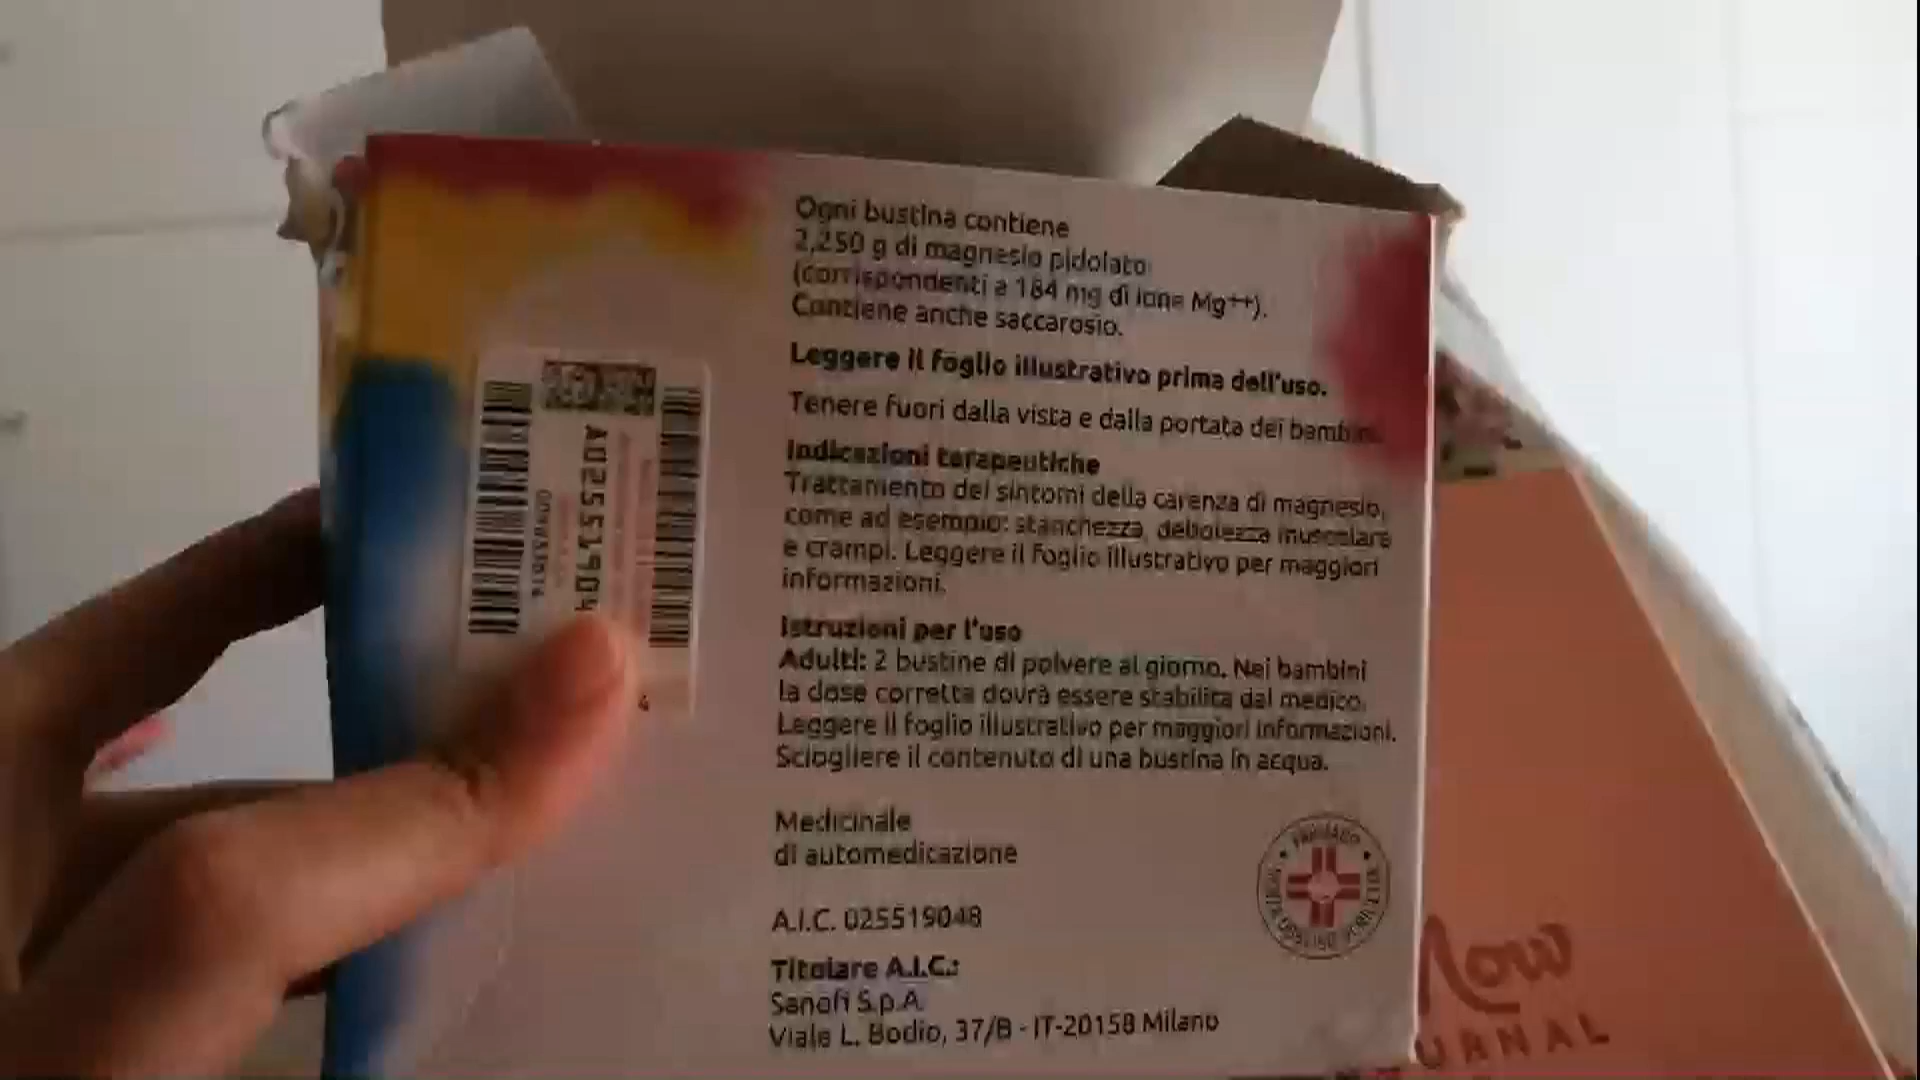 Ogni bustina contiene
2,250 g di magnesio pidolato
(corrispondenti a 184 mg di ione Mg++).
Contiene anche saccarosio.
Leggere il foglio illustrativo prima dell'uso.
Tenere fuori dalla vista e dalla portata dei bambini.
Indicazioni terapeutiche
Trattamento dei sintomi della carenza di magnesio,
come ad esempio: stanchezza, debolezza muscolare
e crampi. Leggere il foglio illustrativo per maggiori
informazioni.
Istruzioni per l'uso
Adulti: 2 bustine di polvere al giorno. Nei bambini
la dose corretta dovrà essere stabilita dal medico.
Leggere il foglio illustrativo per maggiori informazioni.
Sciogliere il contenuto di una bustina in acqua.
Medicinale
di automedicazione
A.I.C. 025519048
Titolare A.I.C.:
Sanofi S.p.A.
Viale L. Bodio, 37/B - IT-20158 Milano
A02551904
4
Now
URNAL